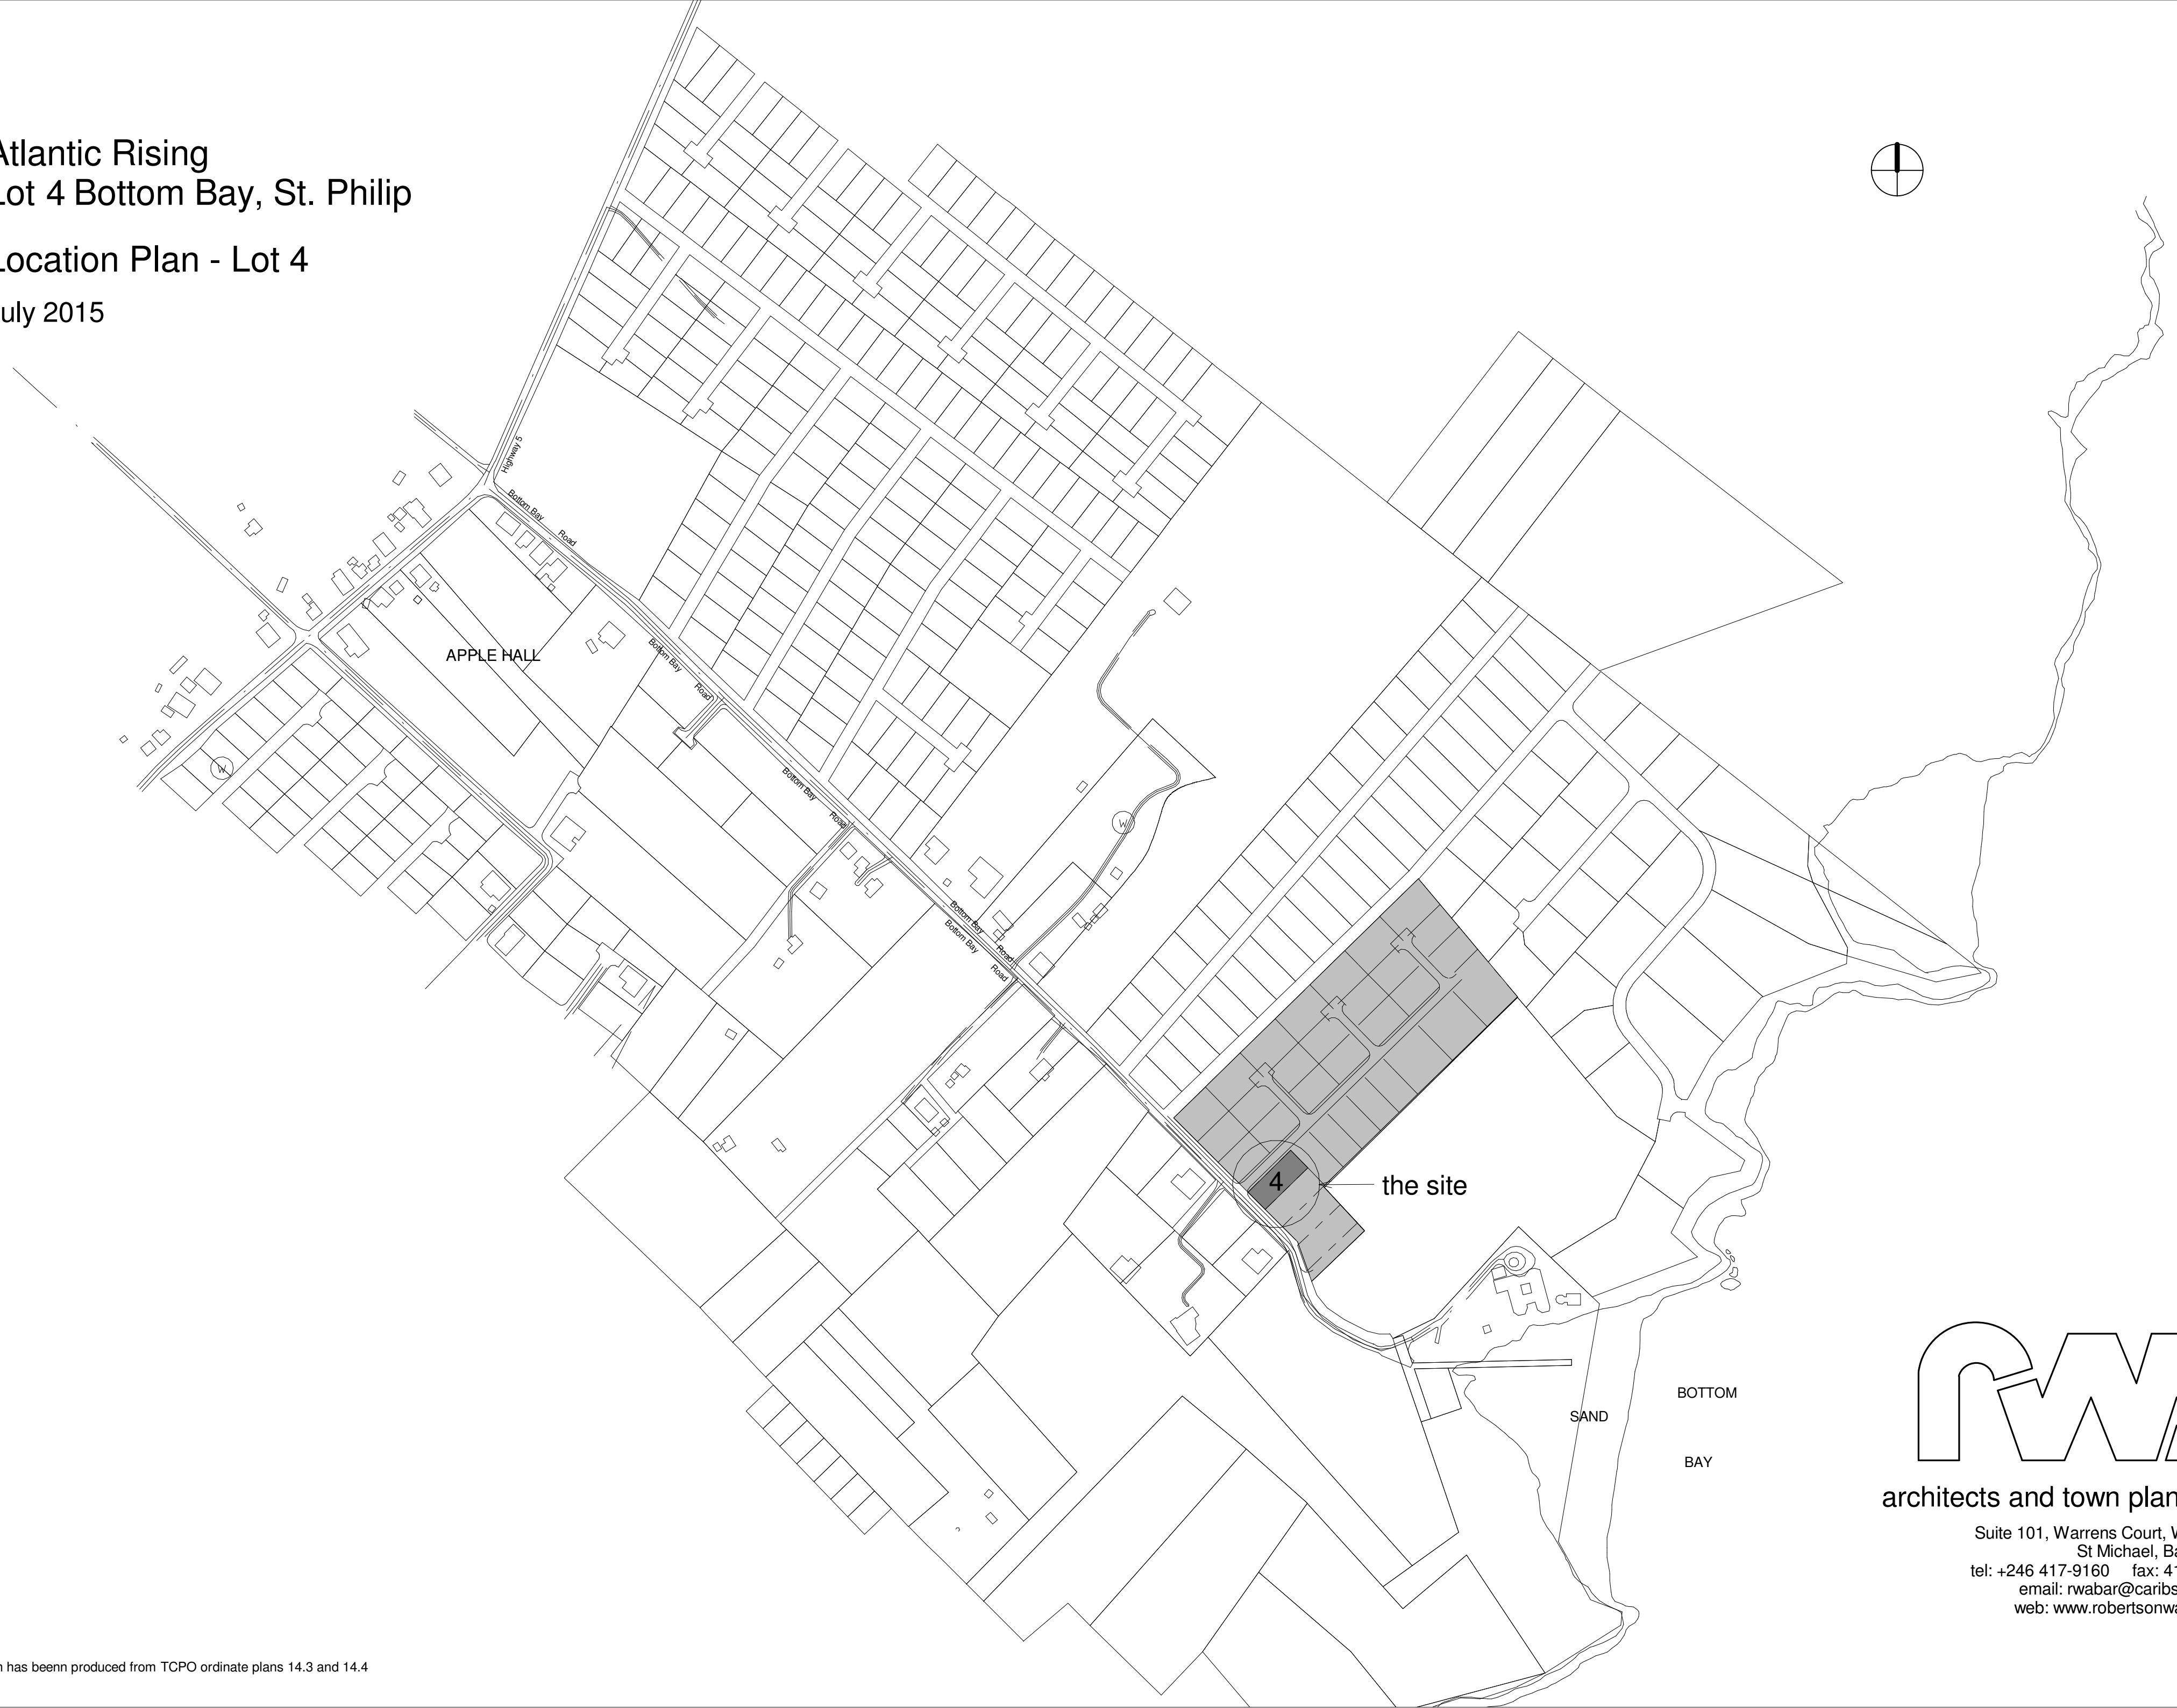 Atlantic Rising
Lot 4 Bottom Bay, St. Philip
Location Plan - Lot 4
uly 2015
Highway 5
Bottom Bay
Road
APPLE HALL
Bottom Bay
Road
W
Bottom Bay
Road
W
Bottom Bay
Road
Bottom Bay
Road
4
the site
BOTTOM
SAND
BAY
rwa
architects and town plan
Suite 101, Warrens Court, W
St Michael, Ba
tel: +246 417-9160 fax: 41
email: rwabar@caribs
web: www.robertsonwa
n has beenn produced from TCPO ordinate plans 14.3 and 14.4